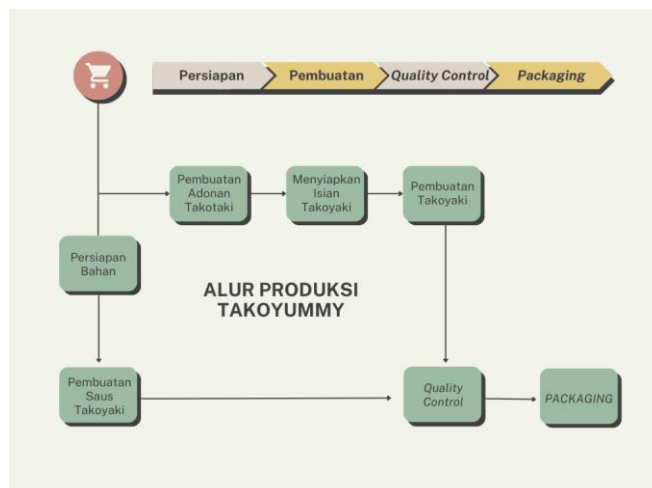 Persiapan
Pembuatan
Quality Control
Packaging
Pembuatan
Adonan
Takotaki
Menyiapkan
Isian
Takoyaki
Pembuatan
Takoyaki
Persiapan
Bahan
ALUR PRODUKSI
TAKOYUMMY
Pembuatan
Saus
Takoyaki
Quality
Control
PACKAGING